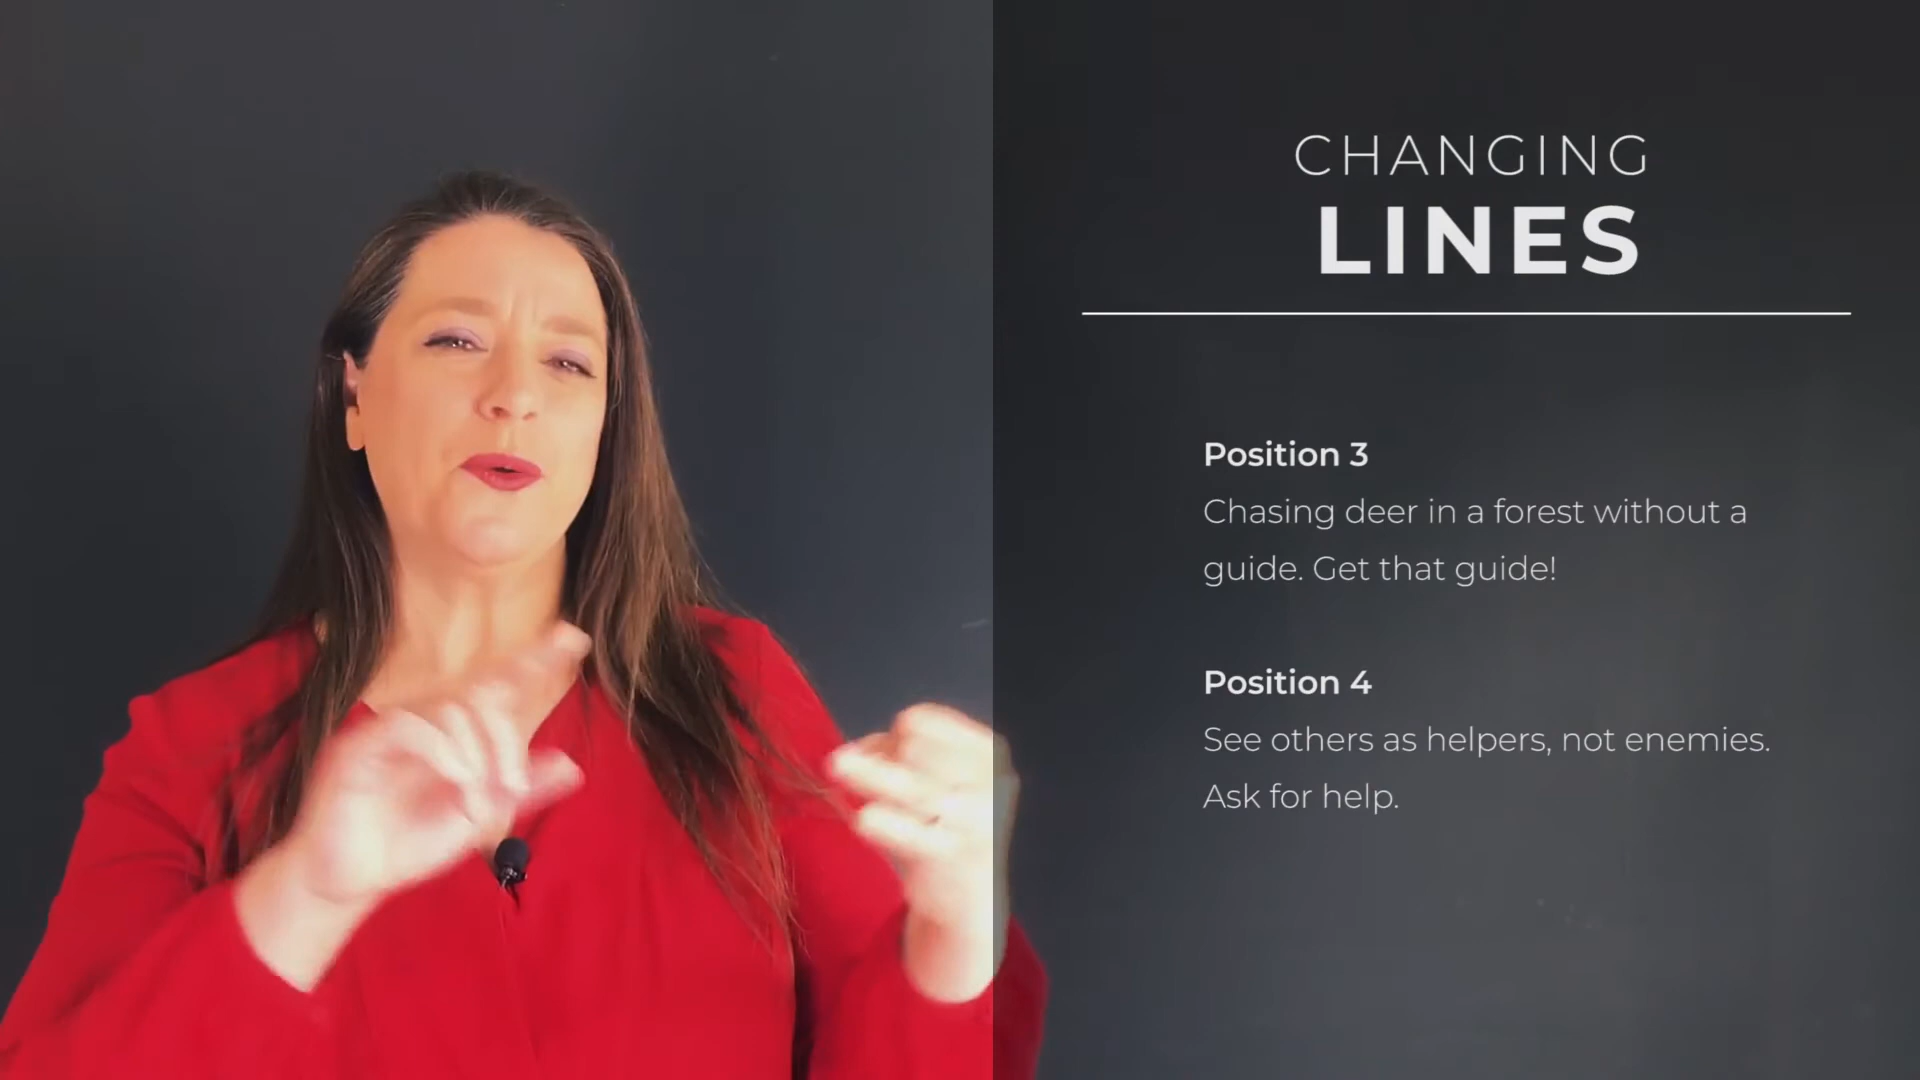 CHANGING
LINES
Position 3
Chasing deer in a forest without a
guide. Get that guide!
Position 4
See others as helpers, not enemies.
Ask for help.